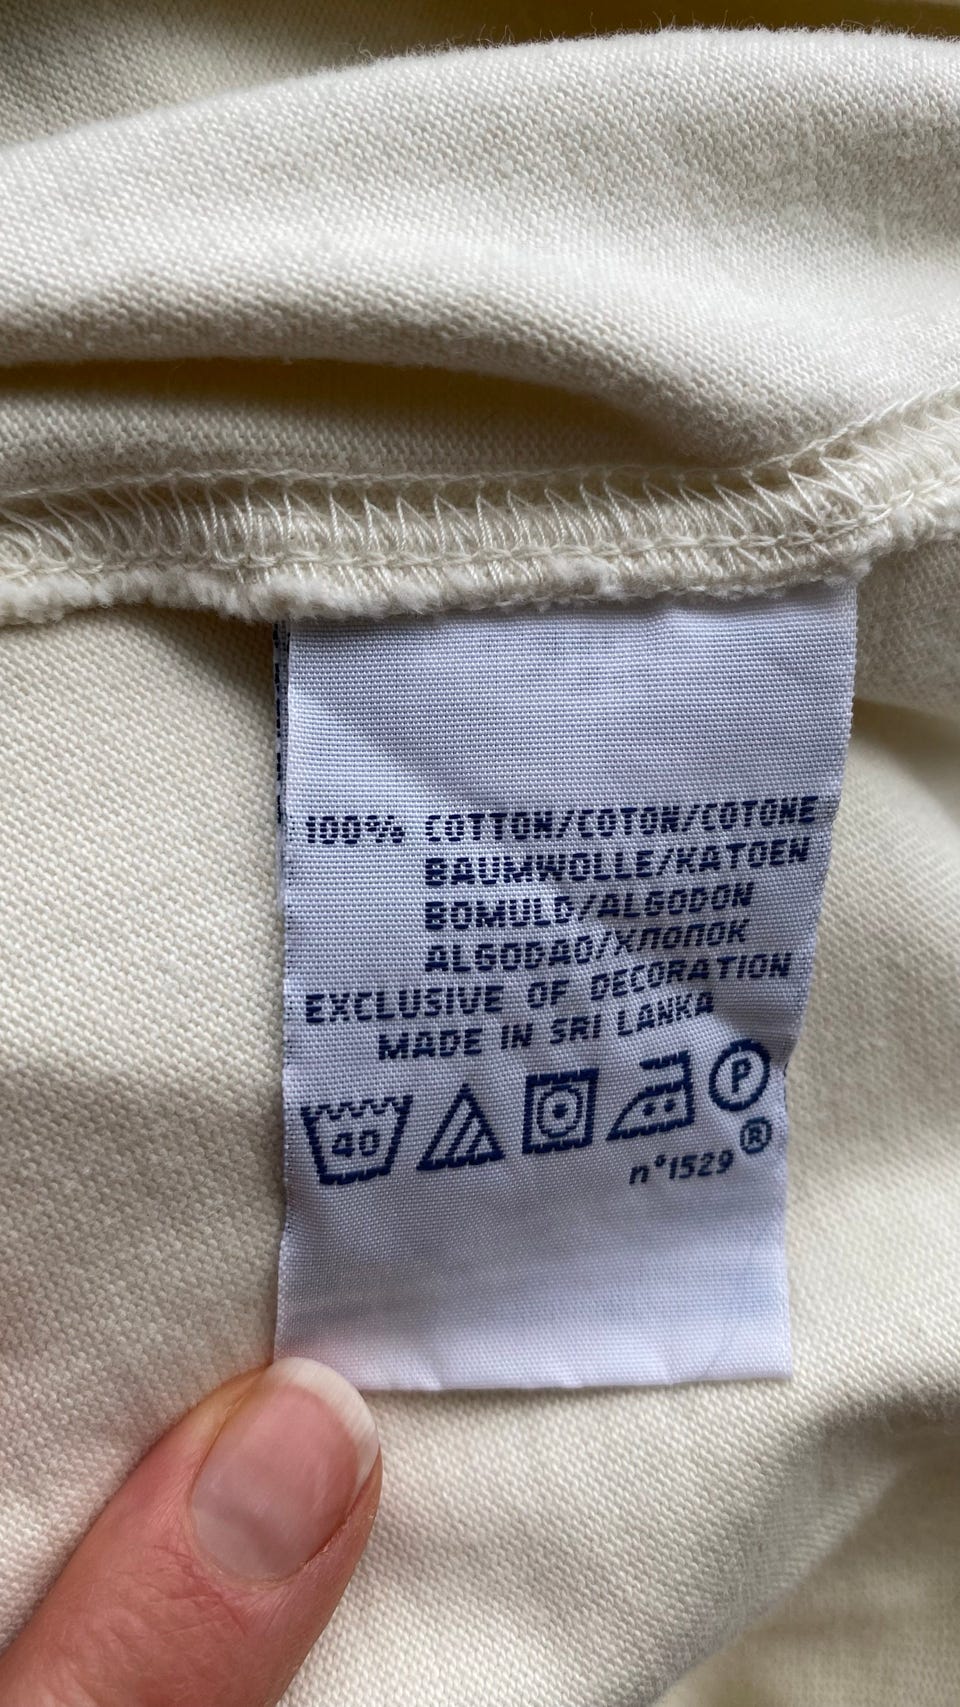 100% COTTON/COTON/COTONE
BAUMWOLLE/KATOEN
BOMULD/ALGODON
ALGODAO/ХЛОПОК
EXCLUSIVE OF DECORATION
MADE IN SRI LANKA
40
P
®
n°1529